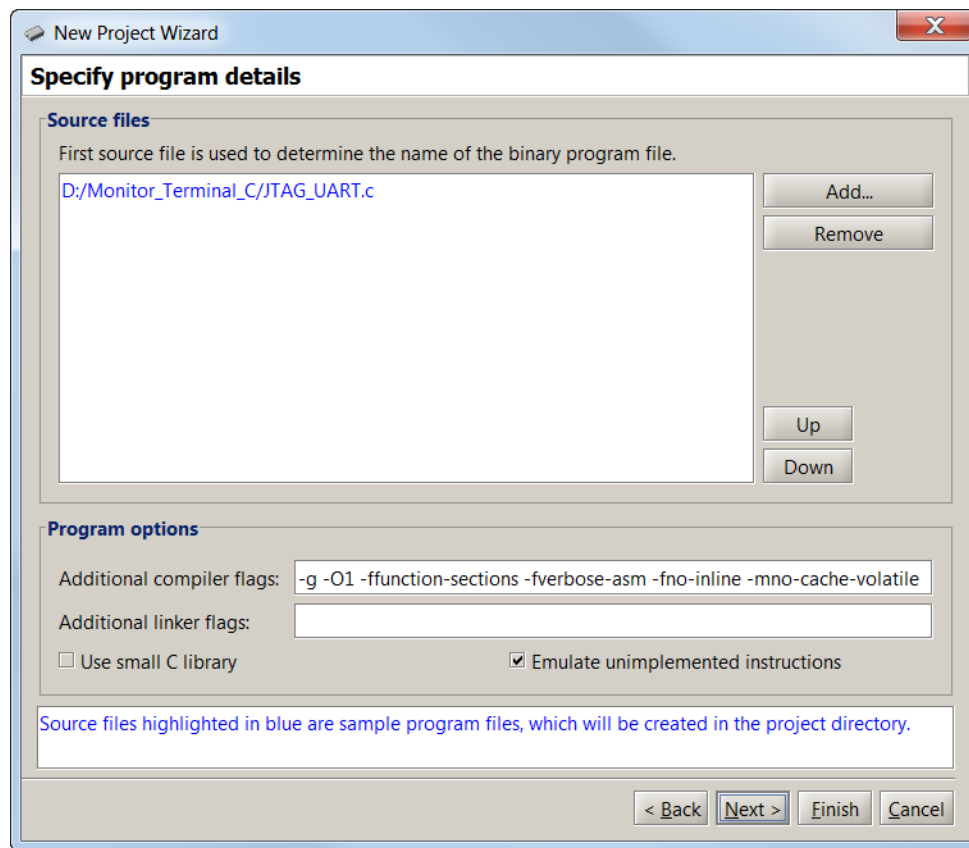 New Project Wizard
Specify program details
Source files
First source file is used to determine the name of the binary program file.
D:/Monitor_Terminal_C/JTAG_UART.c
Add...
Remove
Up
Down
Program options
Additional compiler flags: -g -O1 -ffunction-sections -fverbose-asm -fno-inline -mno-cache-volatile
Additional linker flags:
Use small C library Emulate unimplemented instructions
Source files highlighted in blue are sample program files, which will be created in the project directory.
< Back Next > Finish Cancel